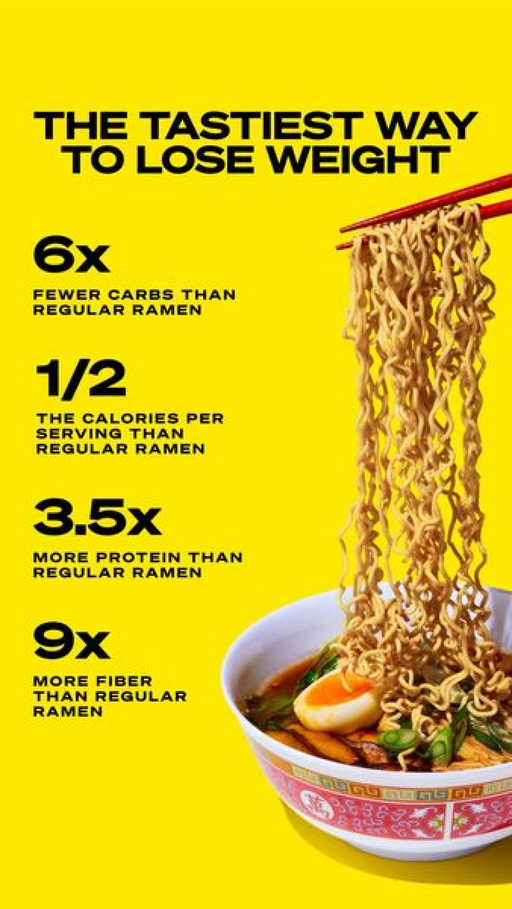 THE TASTIEST WAY
TO LOSE WEIGHT
6x
FEWER CARBS THAN
REGULAR RAMEN
1/2
THE CALORIES PER
SERVING THAN
REGULAR RAMEN
3.5x
MORE PROTEIN THAN
REGULAR RAMEN
9x
MORE FIBER
THAN REGULAR
RAMEN
萬